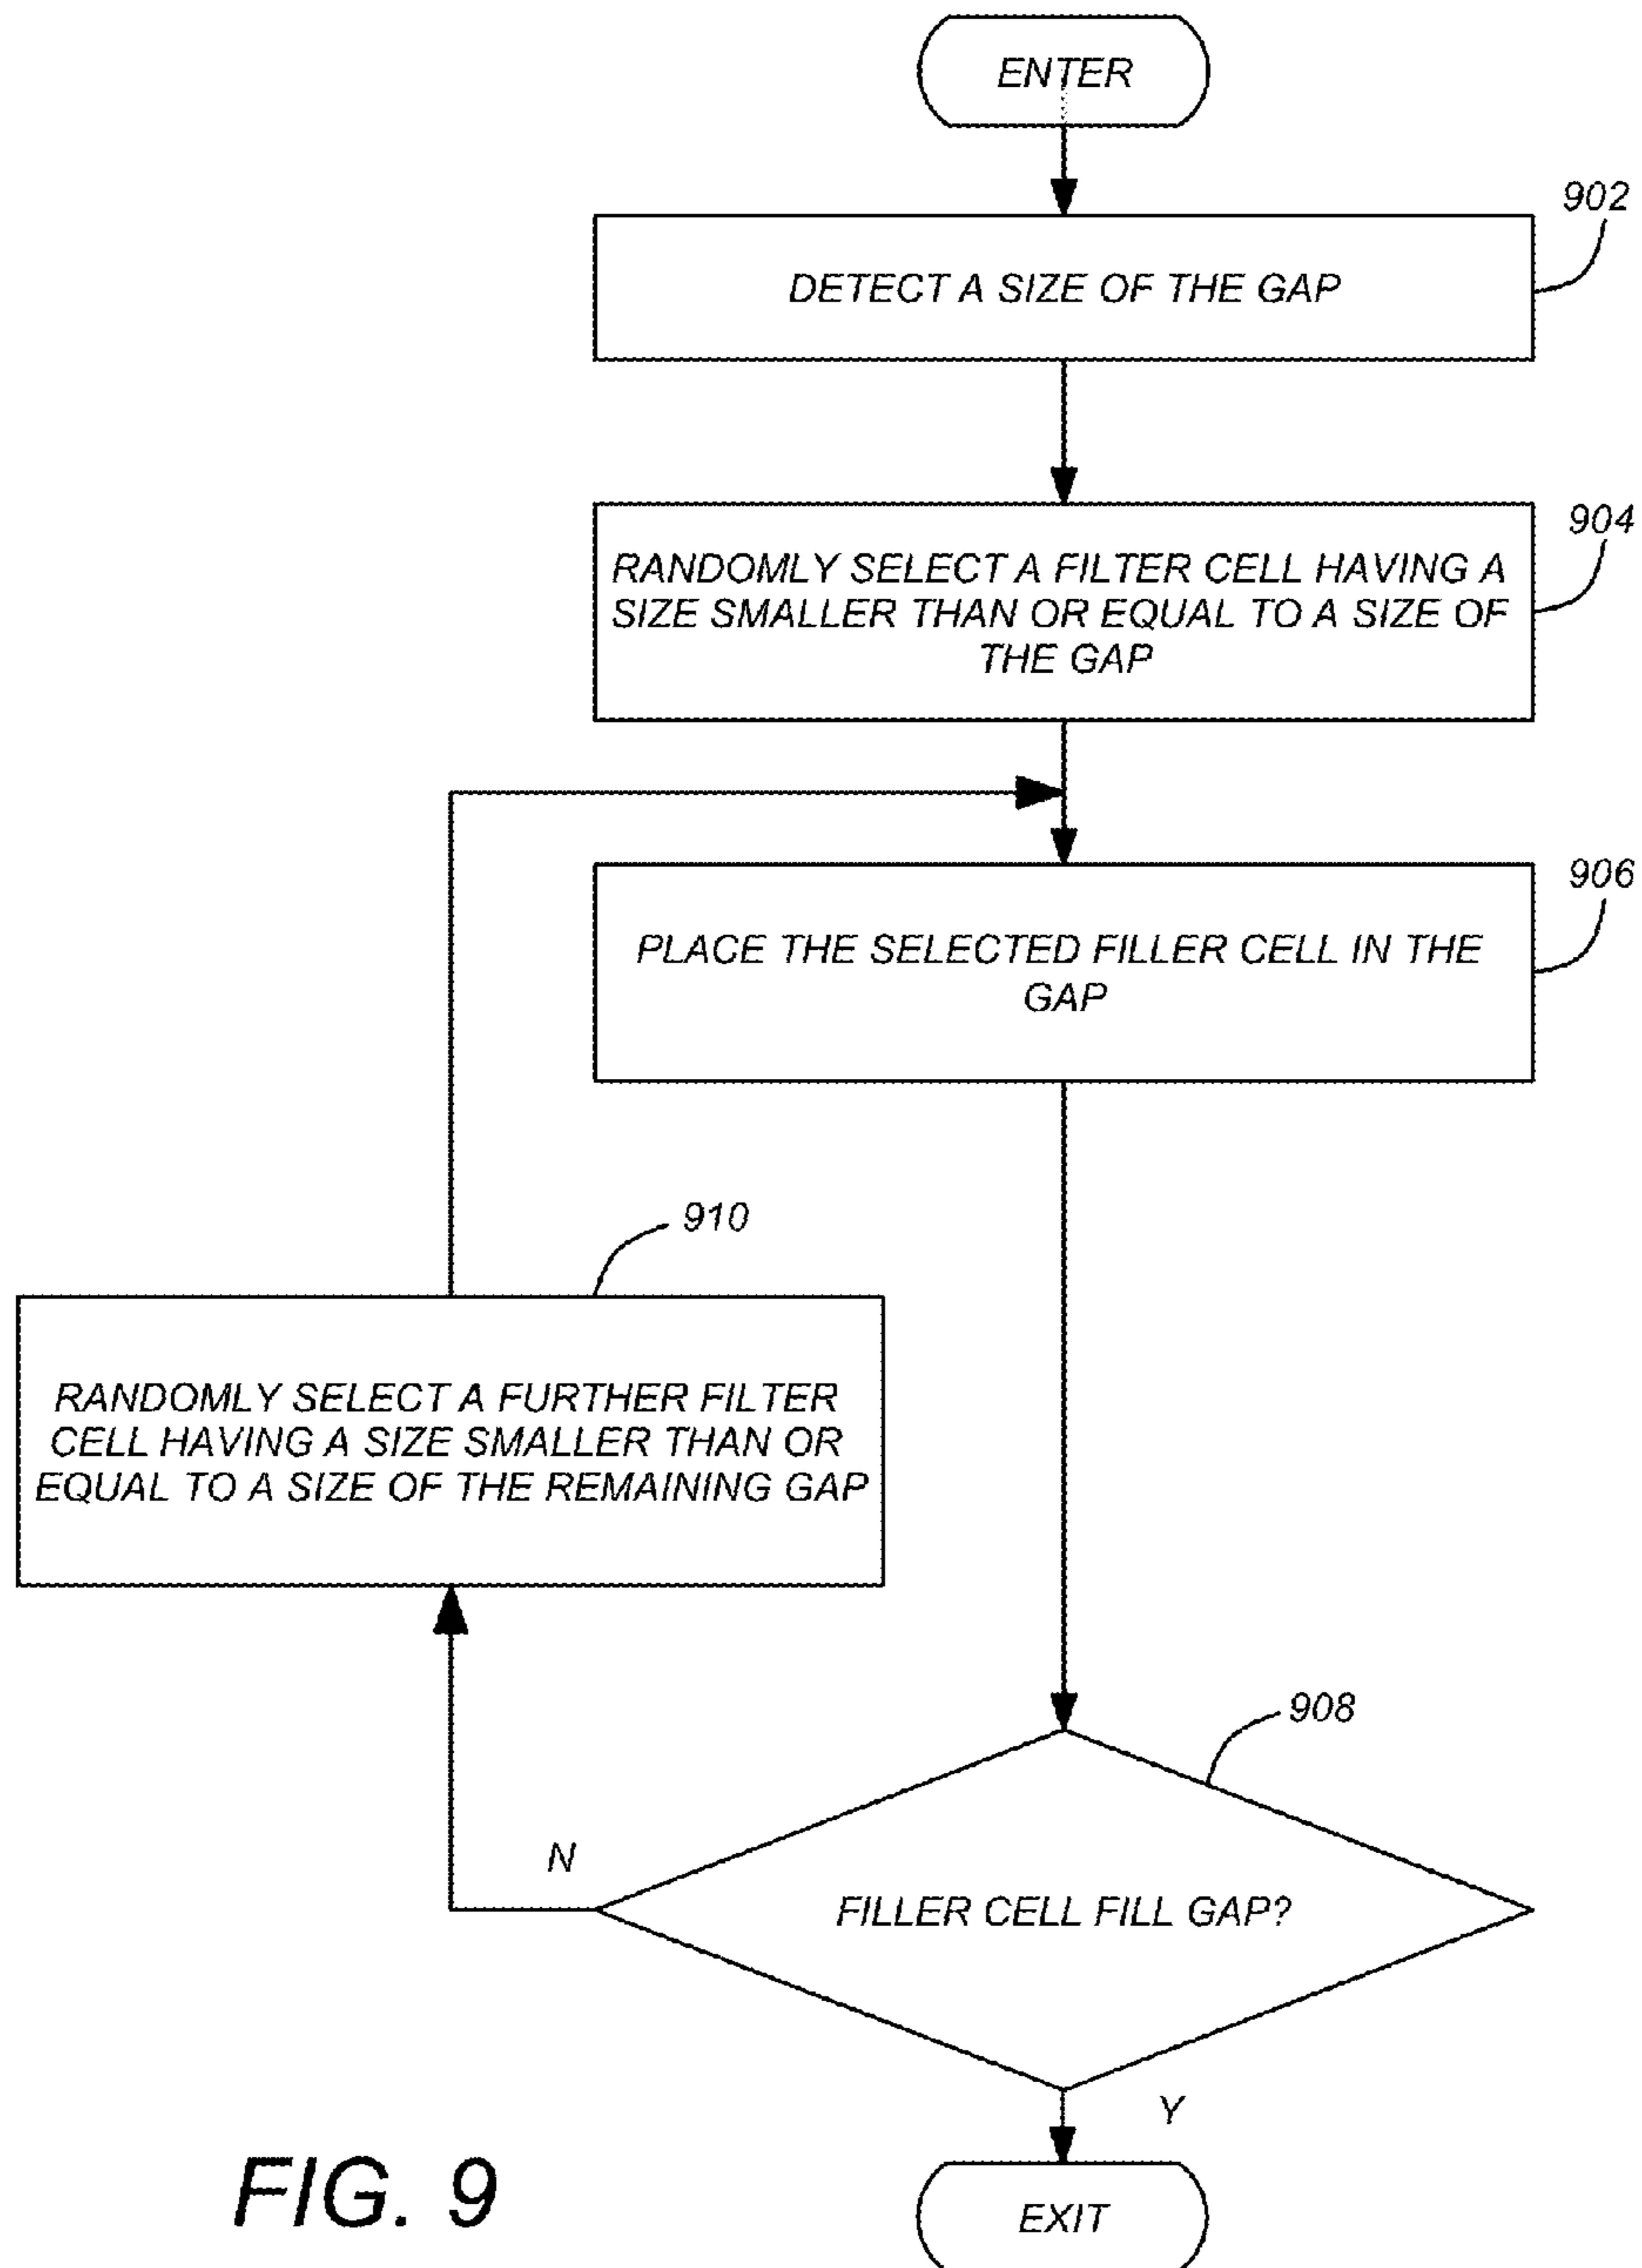 ENTER
902
DETECT A SIZE OF THE GAP
904
RANDOMLY SELECT A FILTER CELL HAVING A
SIZE SMALLER THAN OR EQUAL TO A SIZE OF
THE GAP
906
PLACE THE SELECTED FILLER CELL IN THE
GAP
910
RANDOMLY SELECT A FURTHER FILTER
CELL HAVING A SIZE SMALLER THAN OR
EQUAL TO A SIZE OF THE REMAINING GAP
908
N
FILLER CELL FILL GAP?
Y
EXIT
FIG. 9